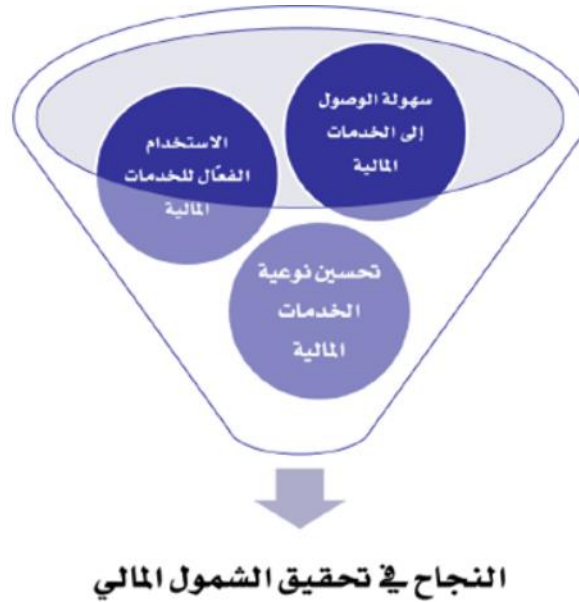 سهولة الوصول
إلى الخدمات
المالية
الاستخدام
الفعّال للخدمات
المالية
تحسين نوعية
الخدمات
المالية
النجاح في تحقيق الشمول المالي